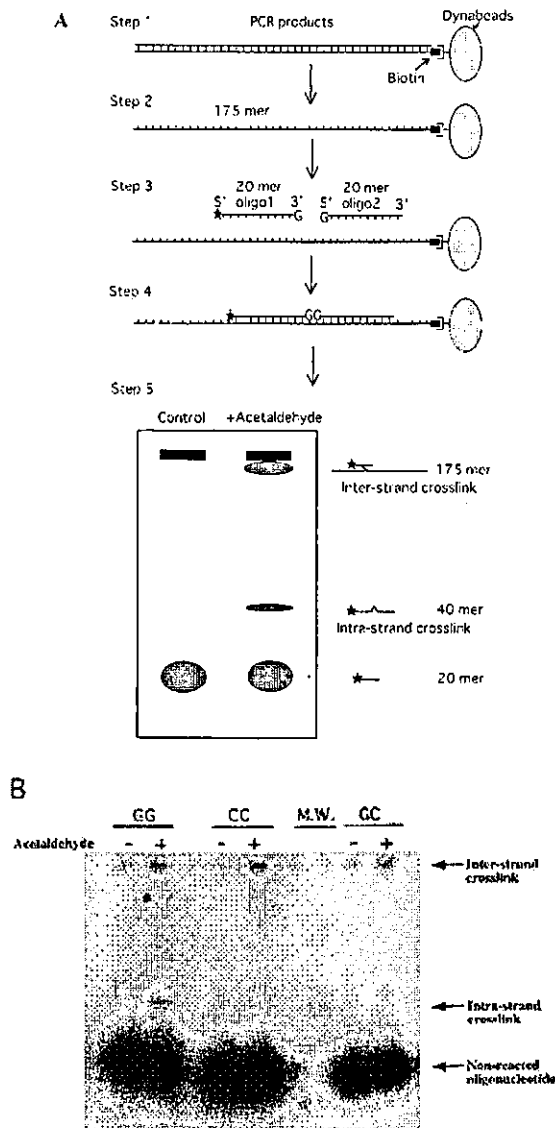 A
Step 1
PCR products
Dynabeads
Biotin
Step 2
175 mer
Step 3
20 mer 20 mer
5' oligo1 3' 5' oligo2 3'
G G
Step 4
GG
Step 5
Control +Acetaldehyde
175 mer
Inter-strand crosslink
40 mer
Intra-strand crosslink
20 mer
B
GG CC M.W. GC
Acetaldehyde - + - + - +
Inter-strand
crosslink
Intra-strand
crosslink
Non-reacted
oligonucleotide